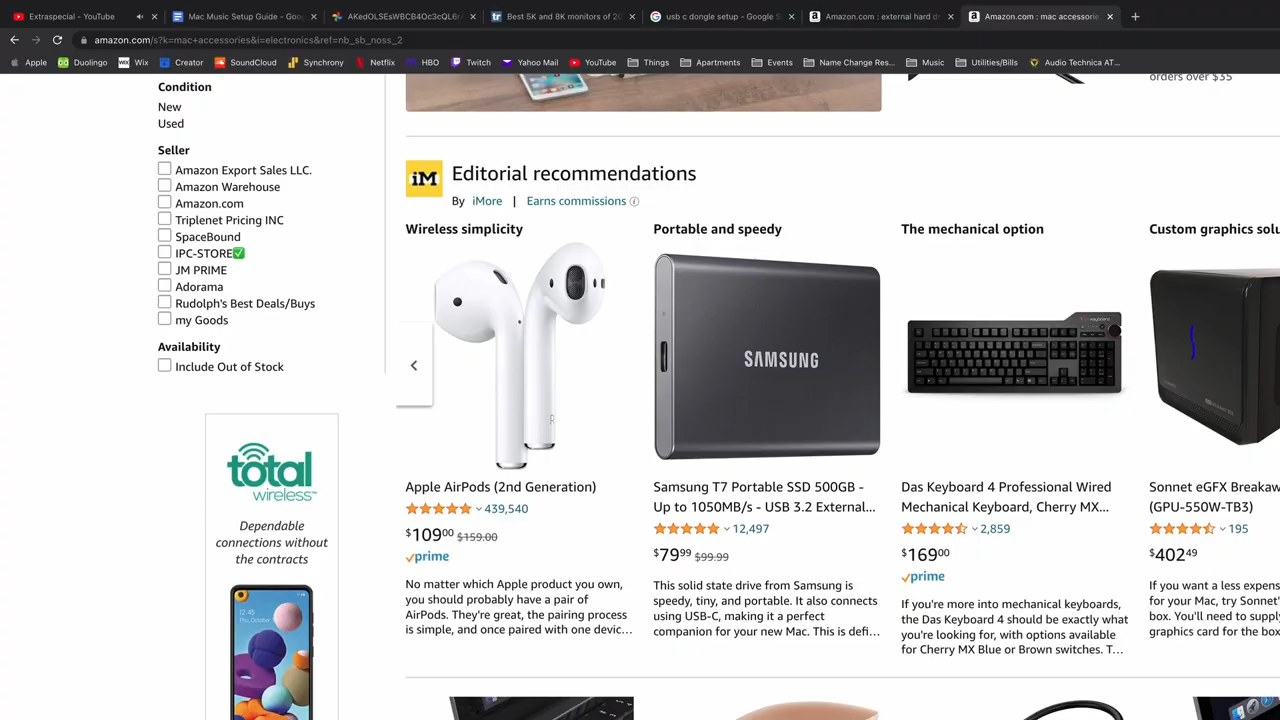 Extraspecial - YouTube
Mac Music Setup Guide - Goog
AKedOLSEsWBCB4Oc3cQL6r
Best 5K and 8K monitors of 20
usb c dongle setup - Google S
Amazon.com : external hard d
Amazon.com : mac accessorie
amazon.com/s?k=mac+accessories&i=electronics&ref=nb_sb_noss_2
Apple
Duolingo
Wix
Creator
SoundCloud
Synchrony
Netflix
HBO
Twitch
Yahoo Mail
YouTube
Things
Apartments
Events
Name Change Res...
Music
Utilities/Bills
Audio Technica AT...
Condition
New
Used
Seller
Amazon Export Sales LLC.
Amazon Warehouse
Amazon.com
Triplenet Pricing INC
SpaceBound
IPC-STORE✅
JM PRIME
Adorama
Rudolph's Best Deals/Buys
my Goods
Availability
Include Out of Stock
total
wireless
Dependable
connections without
the contracts
12:45
orders over $35
iM
Editorial recommendations
By iMore | Earns commissions
Wireless simplicity
Apple AirPods (2nd Generation)
439,540
$109.00 $159.00
prime
No matter which Apple product you own,
you should probably have a pair of
AirPods. They're great, the pairing process
is simple, and once paired with one devic...
Portable and speedy
SAMSUNG
Samsung T7 Portable SSD 500GB -
Up to 1050MB/s - USB 3.2 External...
12,497
$79.99 $99.99
This solid state drive from Samsung is
speedy, tiny, and portable. It also connects
using USB-C, making it a perfect
companion for your new Mac. This is defi...
The mechanical option
Das Keyboard 4 Professional Wired
Mechanical Keyboard, Cherry MX...
2,859
$169.00
prime
If you're more into mechanical keyboards,
the Das Keyboard 4 should be exactly what
you're looking for, with options available
for Cherry MX Blue or Brown switches. T...
Custom graphics solu
Sonnet eGFX Breakaw
(GPU-550W-TB3)
195
$402.49
If you want a less expens
for your Mac, try Sonnet'
box. You'll need to supply
graphics card for the box